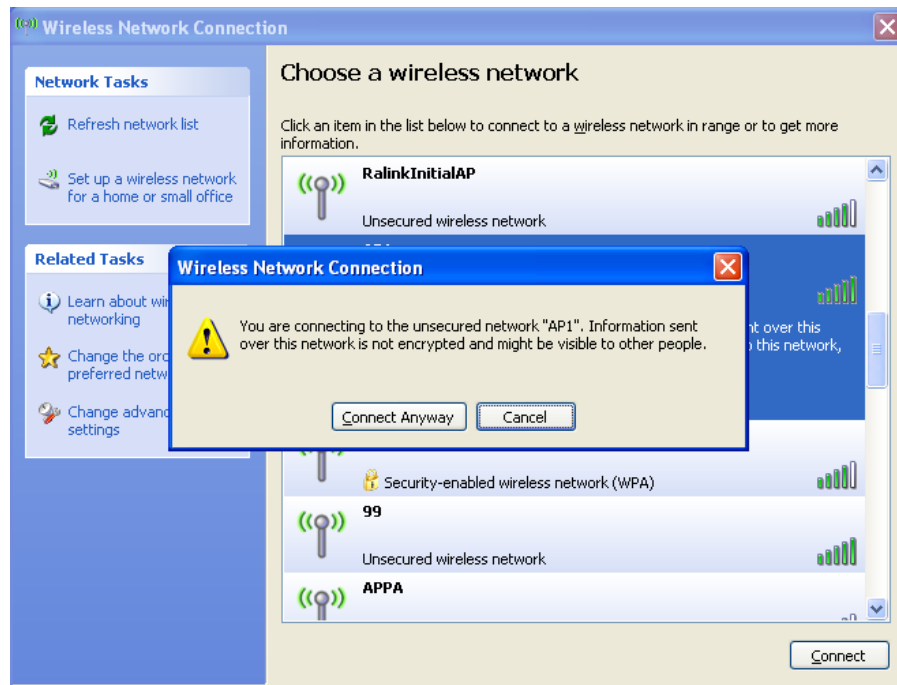 Wireless Network Connection
Network Tasks
Refresh network list
Set up a wireless network
for a home or small office
Related Tasks
Learn about
networking
Change the
preferred
Change
settings
Choose a wireless network
Click an item in the list below to connect to a wireless network in range or to get more
information.
RalinkInitialAP
Unsecured wireless network
over this
this network,
Wireless Network Connection
You are connecting to the unsecured network "AP1". Information sent
over this network is not encrypted and might be visible to other people.
Connect Anyway
Cancel
Security-enabled wireless network (WPA)
99
Unsecured wireless network
APPA
Connect